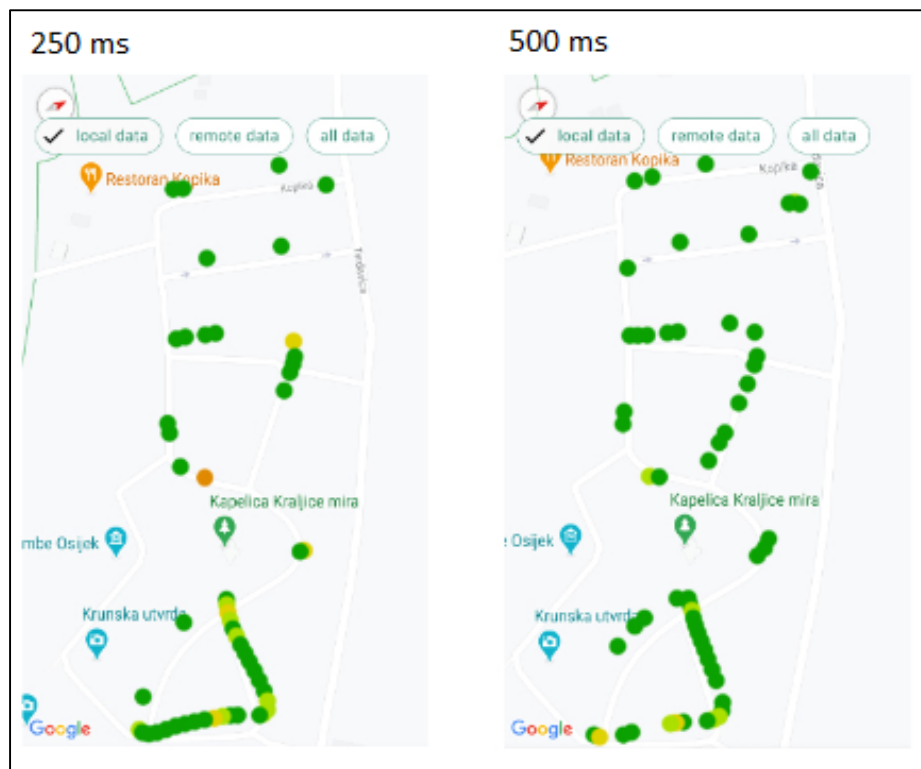 250 ms
local data
remote data
all data
Restoran Kopika
Kopika
Kapelica Kraljice mira
mbe Osijek
Krunska utvrda
Google
500 ms
local data
remote data
all data
Restoran Kopika
Kopika
Kapelica Kraljice mira
e Osijek
Krunska utvrda
Google